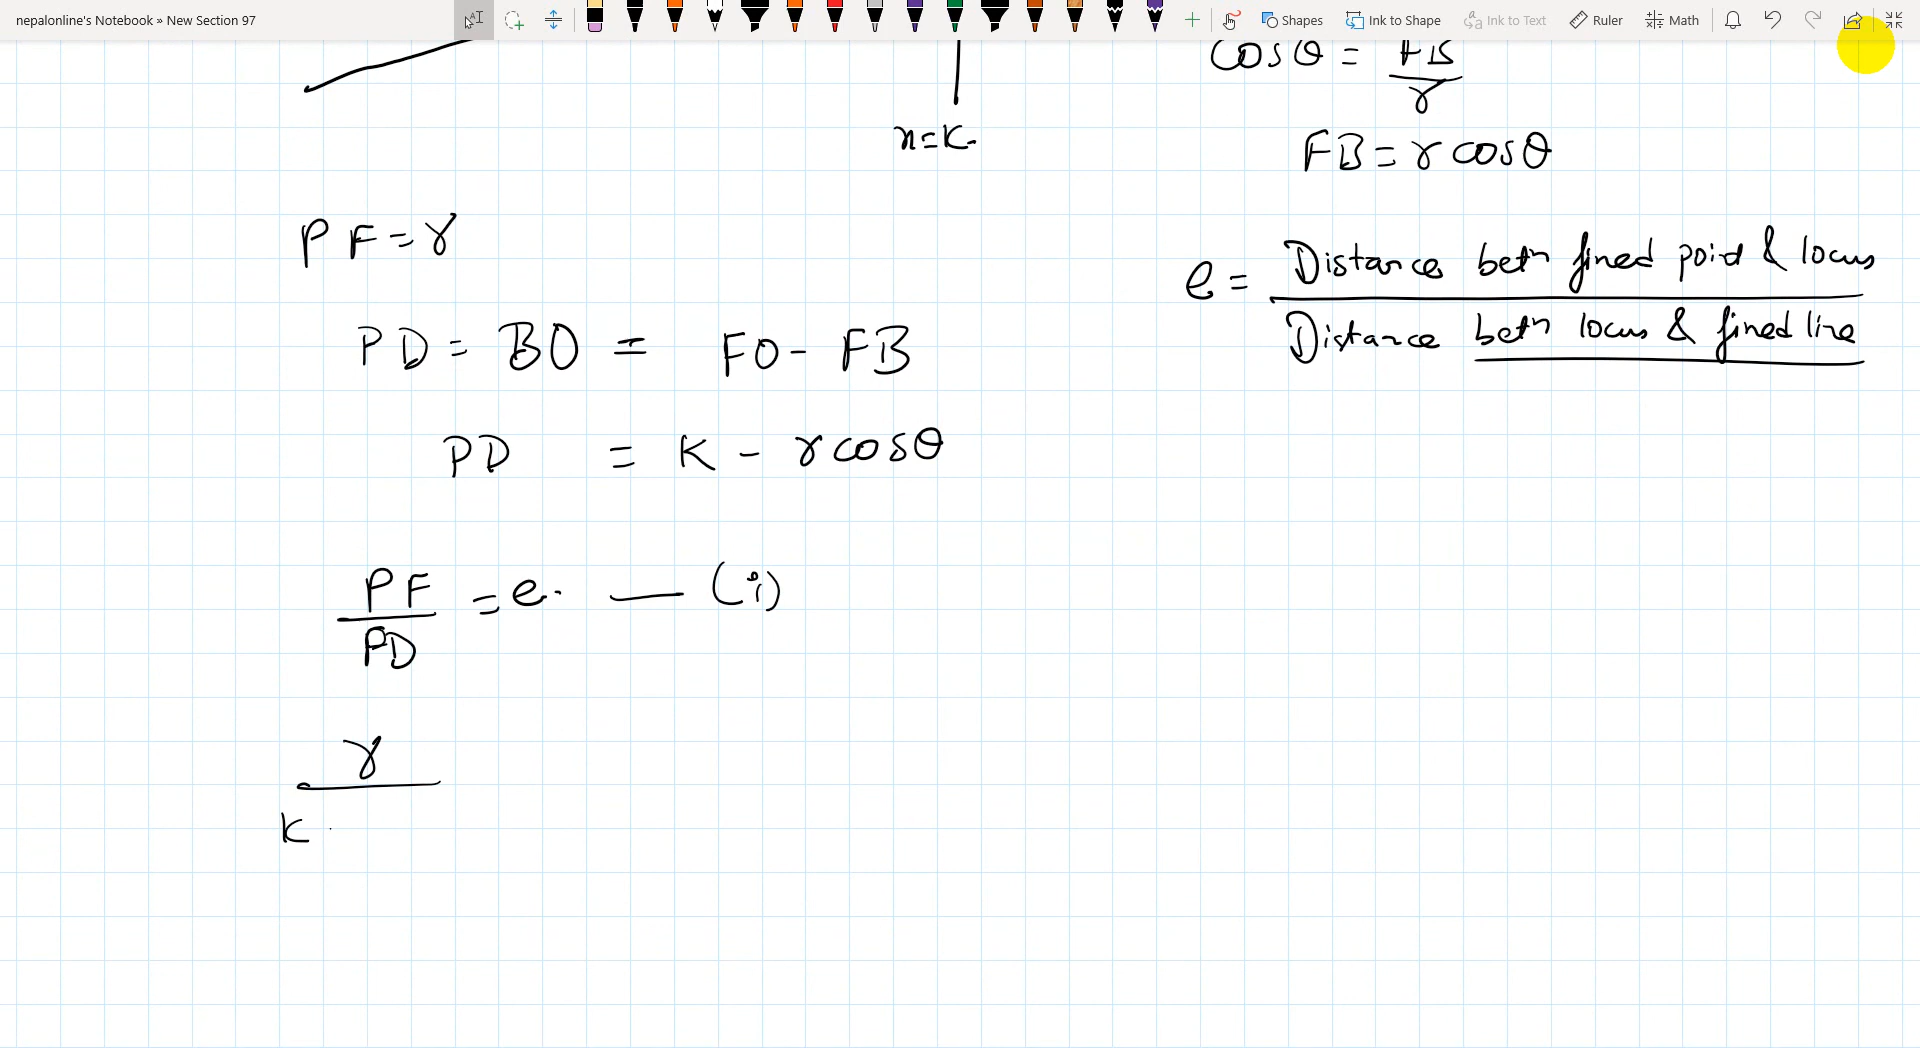 nepalonline's Notebook » New Section 97
Shapes
Ink to Shape
Ink to Text
Ruler
Math
cosθ = FB
r
x=K.
FB = r cosθ
PF = r
e = Distance betn fixed point & locus
Distance betn locus & fixed line
PD = BO = FO - FB
PD = K - r cosθ
PF
PD
= e. — (i)
r
K